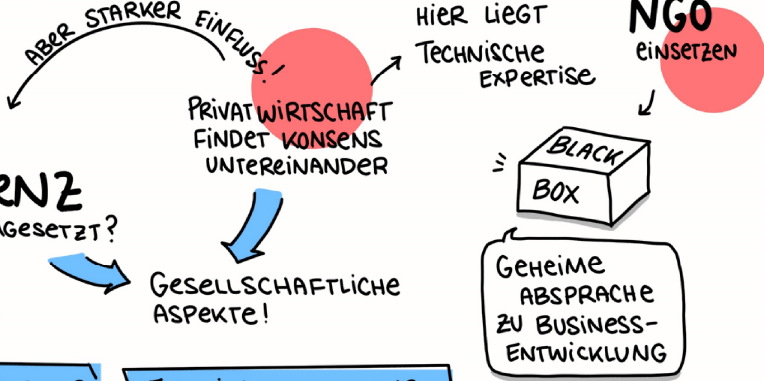 ABER STARKER EINFLUSS!
PRIVATWIRTSCHAFT
FINDET KONSENS
UNTEREINANDER
HIER LIEGT
TECHNISCHE
EXPERTISE
NGO
EINSETZEN
BLACK
BOX
ENZ
GESETZT?
GESELLSCHAFTLICHE
ASPEKTE!
GEHEIME
ABSPRACHE
ZU BUSINESS-
ENTWICKLUNG